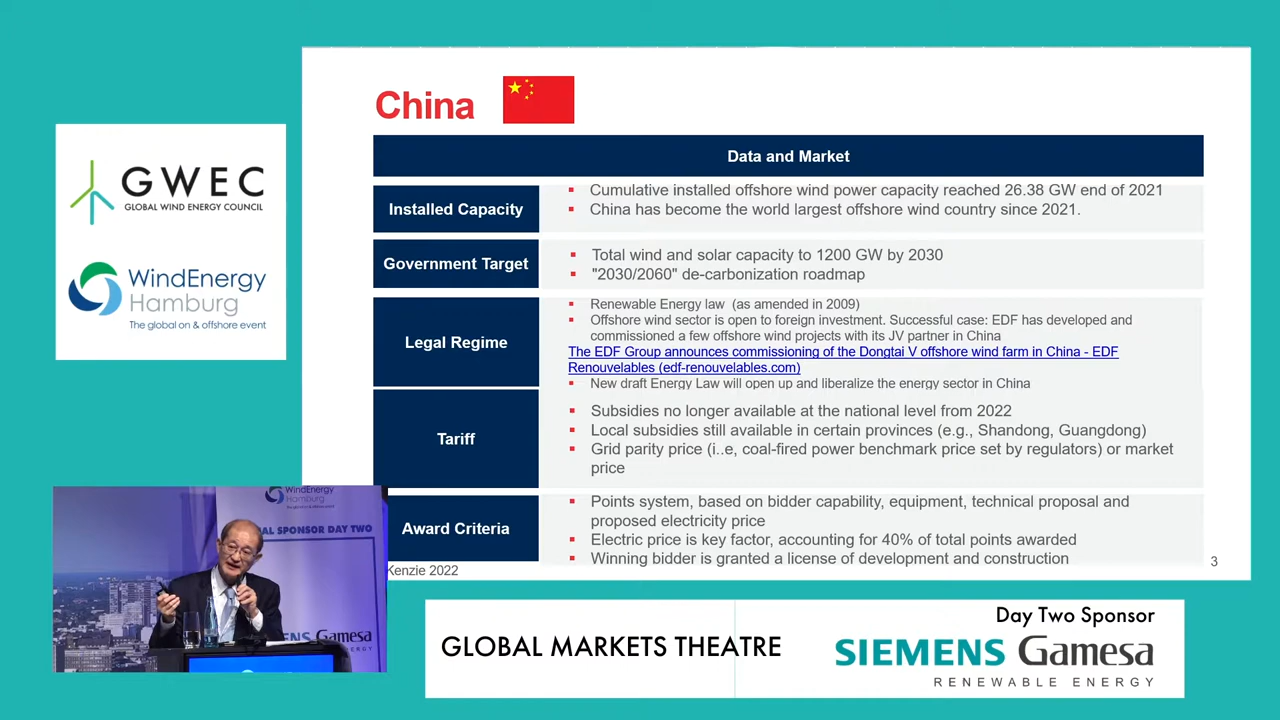 China
Data and Market
Installed Capacity
Cumulative installed offshore wind power capacity reached 26.38 GW end of 2021
China has become the world largest offshore wind country since 2021.
Government Target
Total wind and solar capacity to 1200 GW by 2030
"2030/2060" de-carbonization roadmap
Legal Regime
Renewable Energy law (as amended in 2009)
Offshore wind sector is open to foreign investment. Successful case: EDF has developed and
commissioned a few offshore wind projects with its JV partner in China
The EDF Group announces commissioning of the Dongtai V offshore wind farm in China - EDF
Renouvelables (edf-renouvelables.com)
New draft Energy Law will open up and liberalize the energy sector in China
Tariff
Subsidies no longer available at the national level from 2022
Local subsidies still available in certain provinces (e.g., Shandong, Guangdong)
Grid parity price (i..e, coal-fired power benchmark price set by regulators) or market
price
Award Criteria
Points system, based on bidder capability, equipment, technical proposal and
proposed electricity price
Electric price is key factor, accounting for 40% of total points awarded
Winning bidder is granted a license of development and construction
Kenzie 2022
3
GWEC
GLOBAL WIND ENERGY COUNCIL
WindEnergy
Hamburg
The global on & offshore event
WindEnergy
Hamburg
AL SPONSOR DAY TWO
ENS Gamesa
GLOBAL MARKETS THEATRE
Day Two Sponsor
SIEMENS Gamesa
RENEWABLE ENERGY